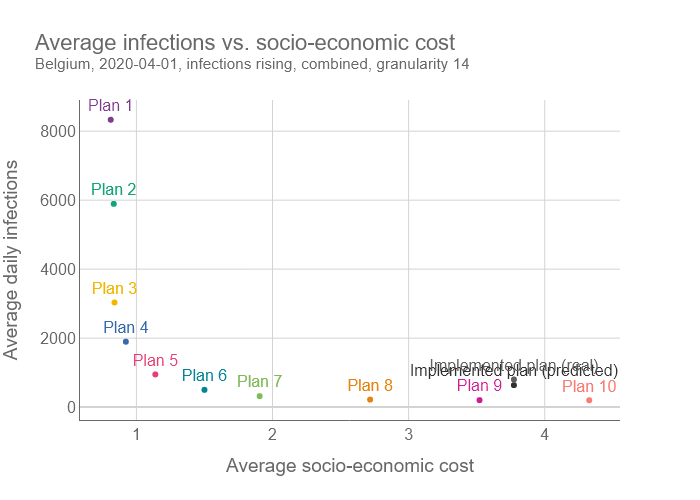 Average infections vs. socio-economic cost
Belgium, 2020-04-01, infections rising, combined, granularity 14
Plan 1
8000
Plan 2
6000
Plan 3
4000
Plan 4
2000
Plan 5
Implemented plan (real)
Implemented plan (predicted)
Plan 6
Plan 7
Plan 8
Plan 9
Plan 10
0
1
2
3
4
Average socio-economic cost
Average daily infections